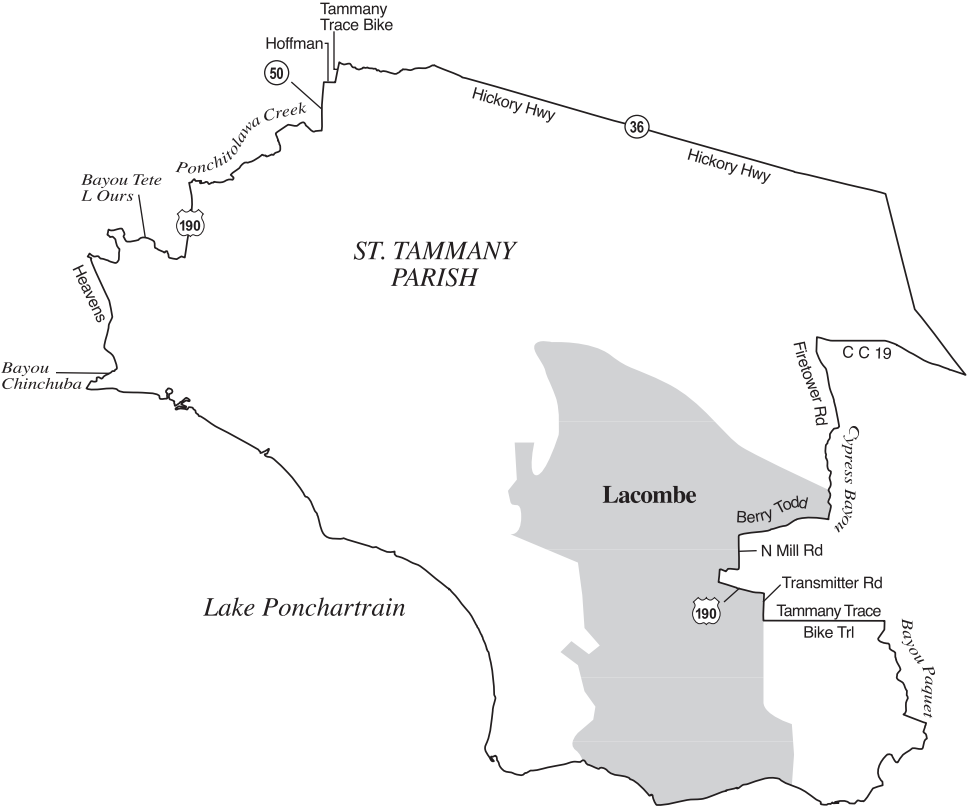 Tammany
Trace Bike
Hoffman
50
Hickory Hwy
36
Ponchitolawa Creek
Hickory Hwy
Bayou Tete
L Ours
190
ST. TAMMANY
PARISH
Heavens
C C 19
Firetower Rd
Bayou
Chinchuba
Cypress Bayou
Lacombe
Berry Todd
N Mill Rd
Transmitter Rd
190
Lake Ponchartrain
Tammany Trace
Bike Trl
Bayou Paquet